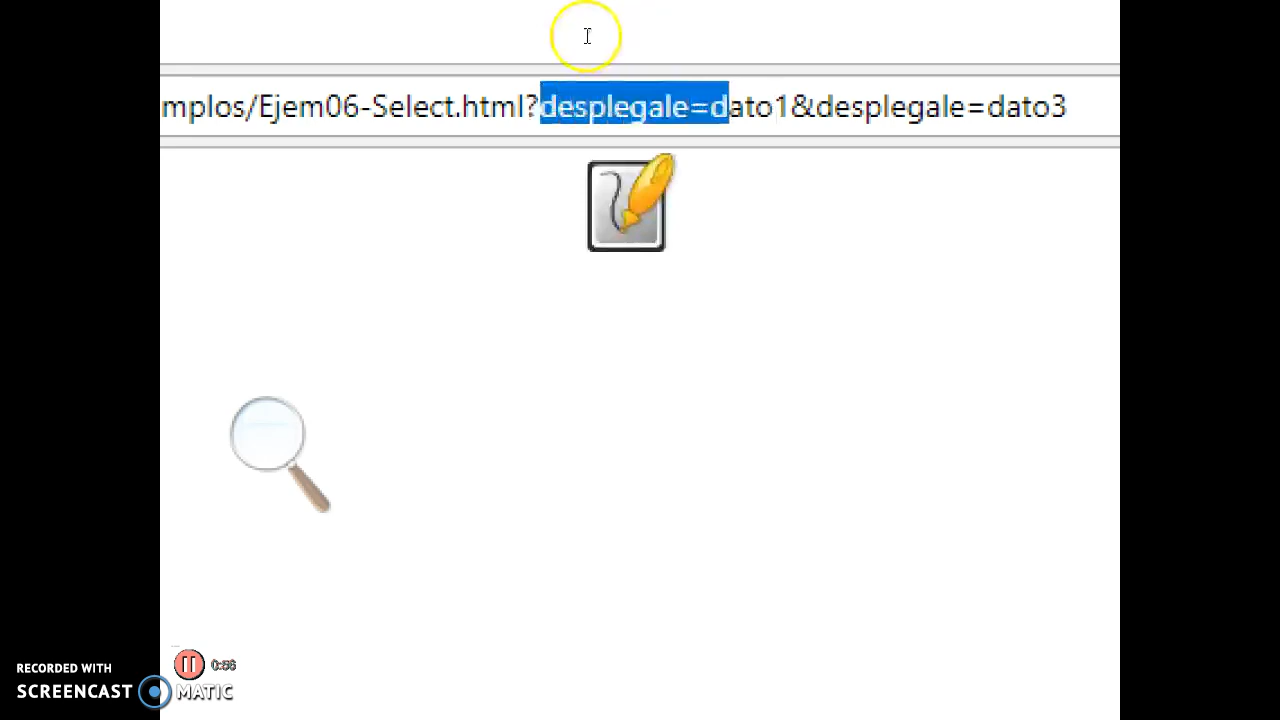 mplos/Ejem06-Select.html?desplegale=dato1&desplegale=dato3
0:56
RECORDED WITH
SCREENCAST MATIC